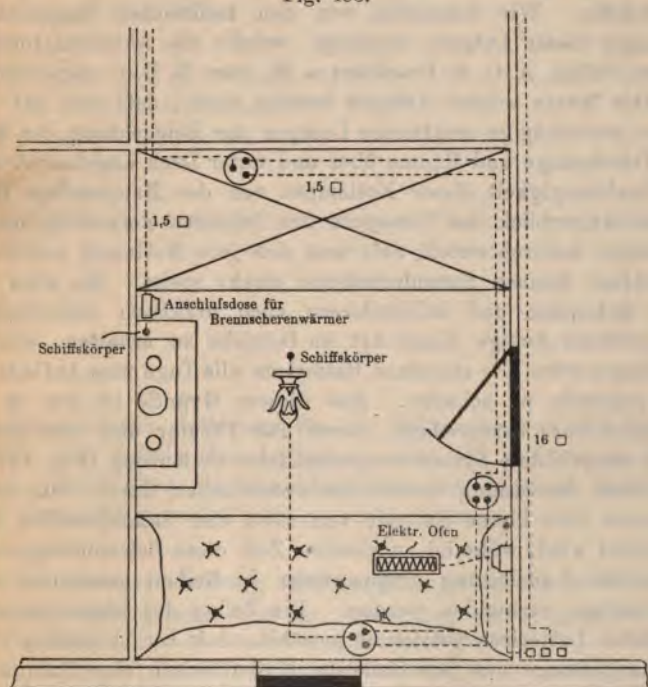 1,5 □
1,5 □
Anschlußdose für
Brennscherenwärmer
Schiffskörper
Schiffskörper
16 □
Elektr. Ofen